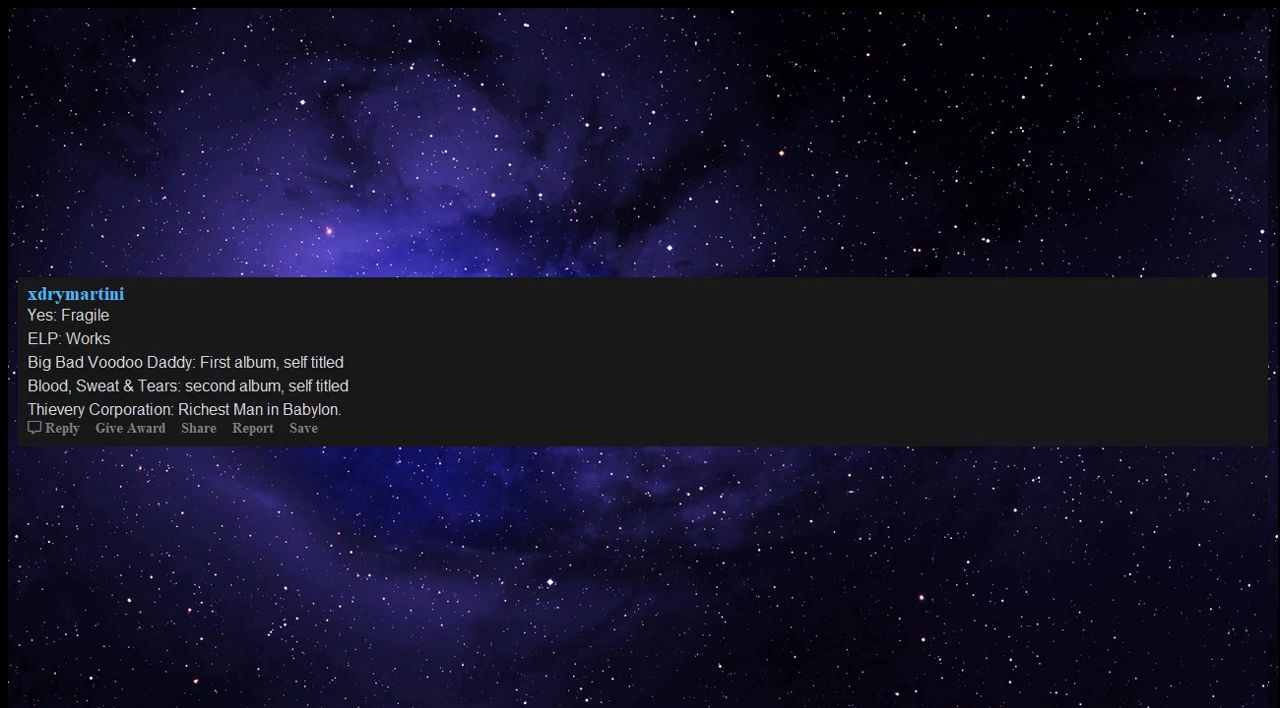 xdrymartini
Yes: Fragile
ELP: Works
Big Bad Voodoo Daddy: First album, self titled
Blood, Sweat & Tears: second album, self titled
Thievery Corporation: Richest Man in Babylon.
Reply Give Award Share Report Save